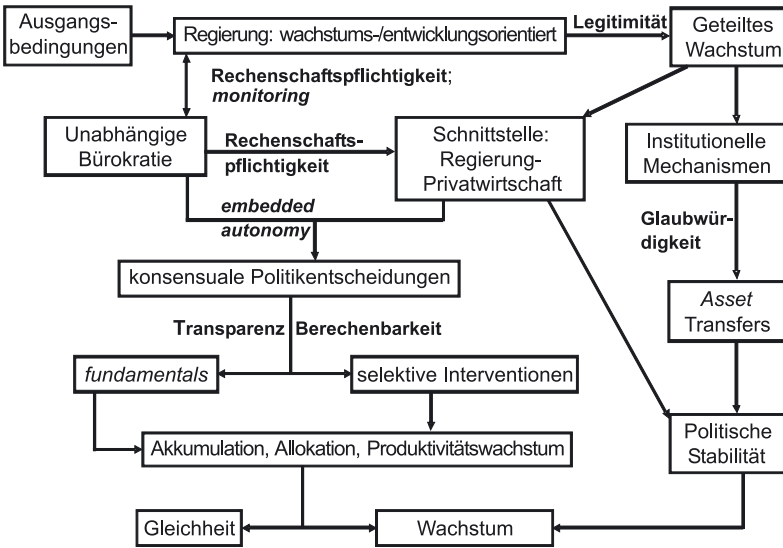 Ausgangs-
bedingungen
Regierung: wachstums-/entwicklungsorientiert
Legitimität
Geteiltes
Wachstum
Rechenschaftspflichtigkeit;
monitoring
Unabhängige
Bürokratie
Rechenschafts-
pflichtigkeit
Schnittstelle:
Regierung-
Privatwirtschaft
Institutionelle
Mechanismen
embedded
autonomy
Glaubwür-
digkeit
konsensuale Politikentscheidungen
Asset
Transfers
Transparenz Berechenbarkeit
fundamentals
selektive Interventionen
Akkumulation, Allokation, Produktivitätswachstum
Politische
Stabilität
Gleichheit
Wachstum